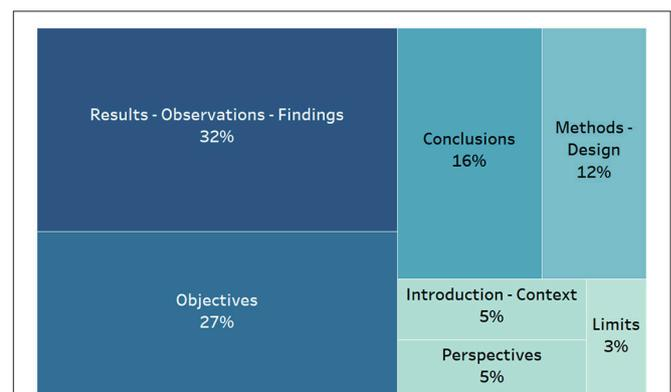 Results - Observations - Findings
32%
Conclusions
16%
Methods -
Design
12%
Objectives
27%
Introduction - Context
5%
Limits
3%
Perspectives
5%